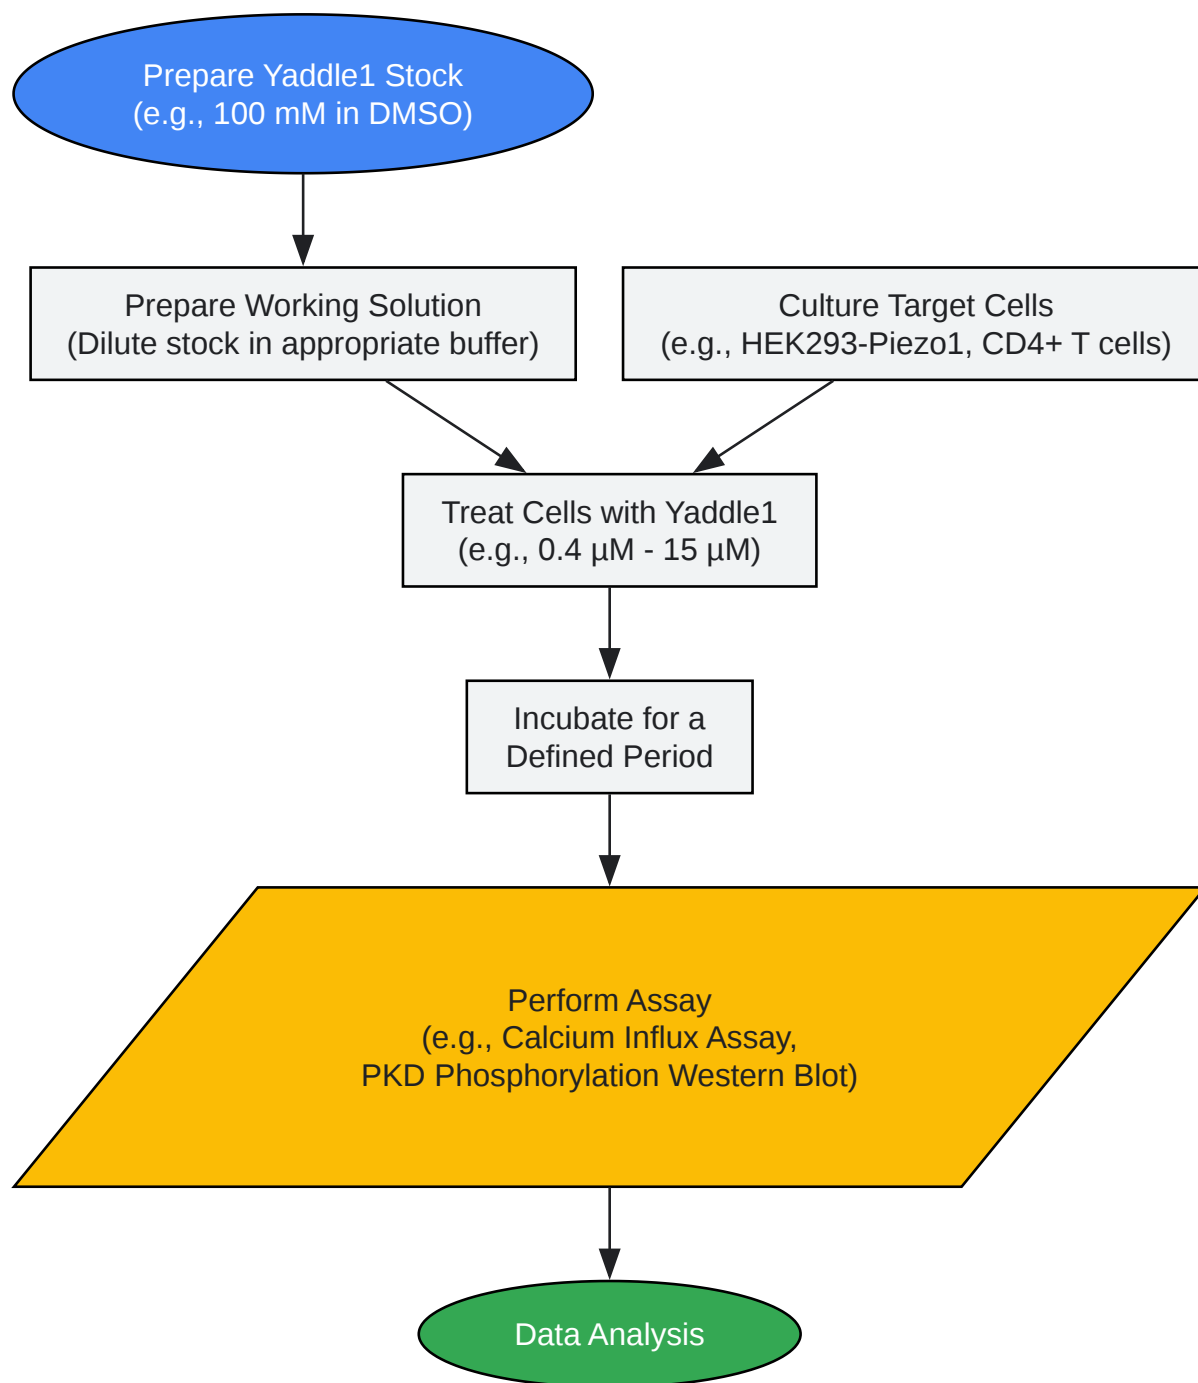 Prepare Yaddle1 Stock
(e.g., 100 mM in DMSO)
Prepare Working Solution
(Dilute stock in appropriate buffer)
Culture Target Cells
(e.g., HEK293-Piezo1, CD4+ T cells)
Treat Cells with Yaddle1
(e.g., 0.4 µM - 15 µM)
Incubate for a
Defined Period
Perform Assay
(e.g., Calcium Influx Assay,
PKD Phosphorylation Western Blot)
Data Analysis